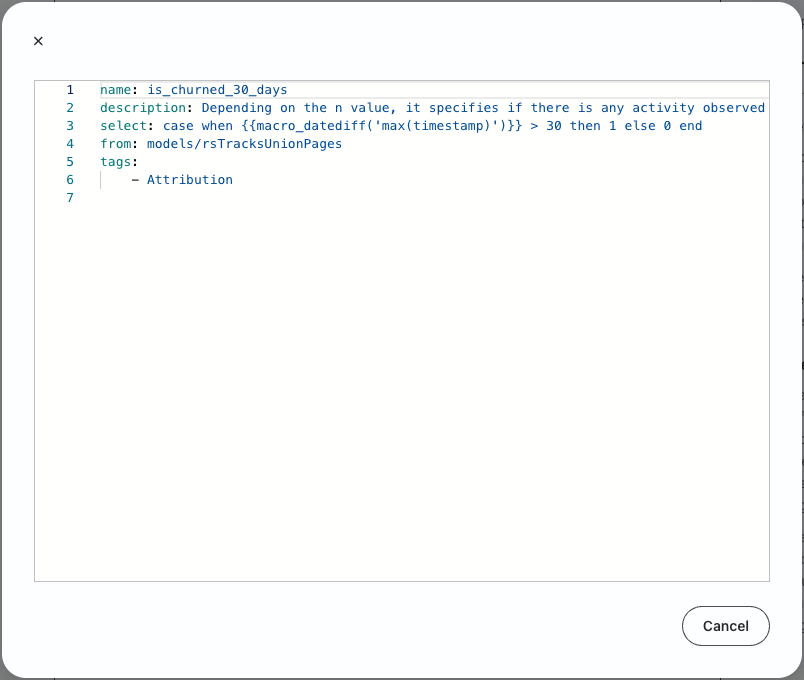 ×
1 name: is_churned_30_days
2 description: Depending on the n value, it specifies if there is any activity observed
3 select: case when {{macro_datediff('max(timestamp)')}} > 30 then 1 else 0 end
4 from: models/rsTracksUnionPages
5 tags:
6     - Attribution
7
Cancel